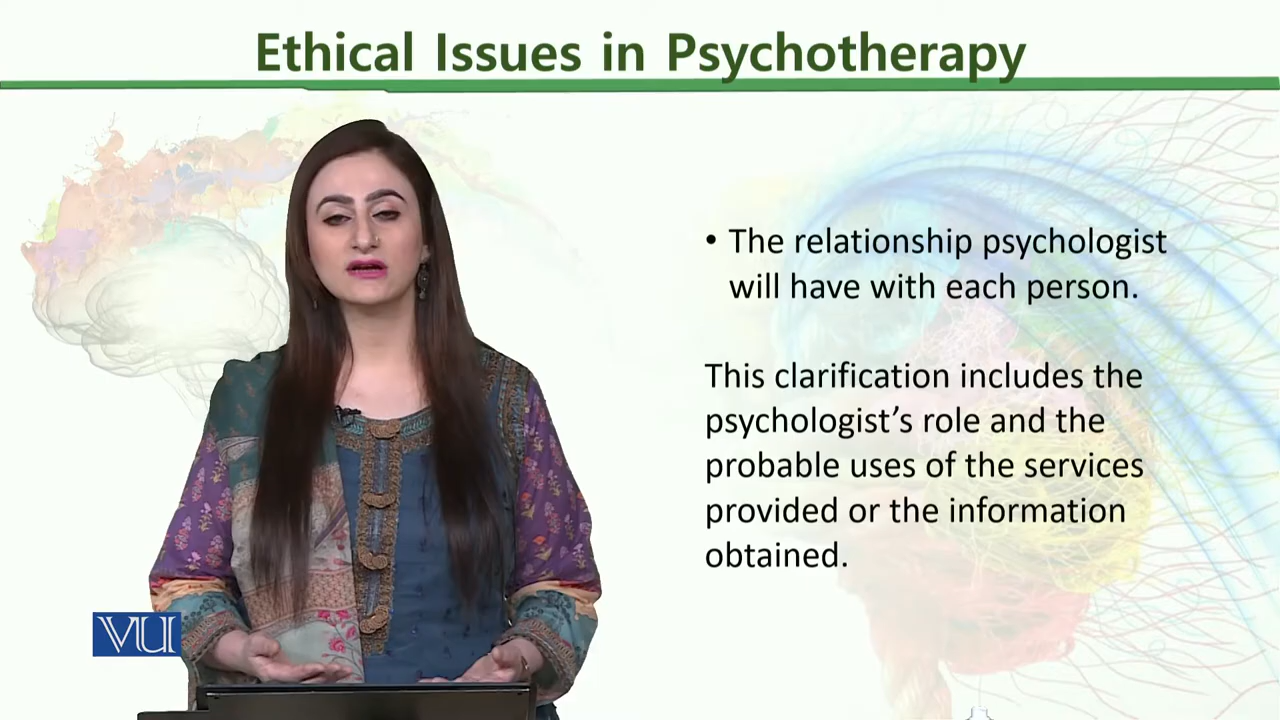 Ethical Issues in Psychotherapy
• The relationship psychologist
will have with each person.
This clarification includes the
psychologist’s role and the
probable uses of the services
provided or the information
obtained.
VU